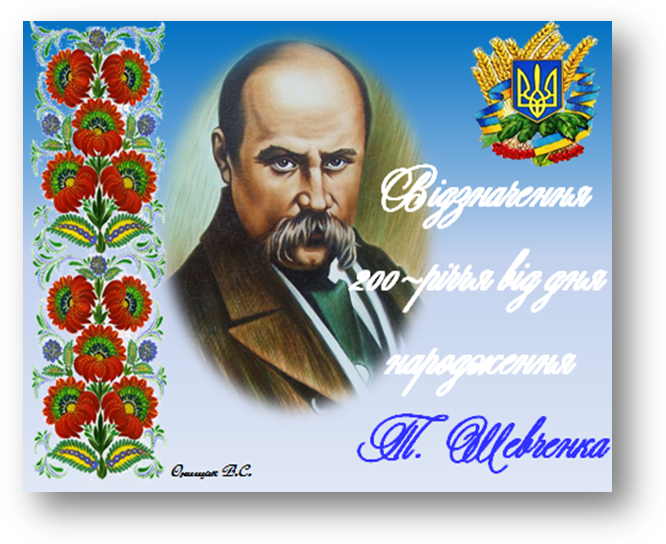 Відзначення
200~річчя від дня
народження
Т. Шевченка
В.С.